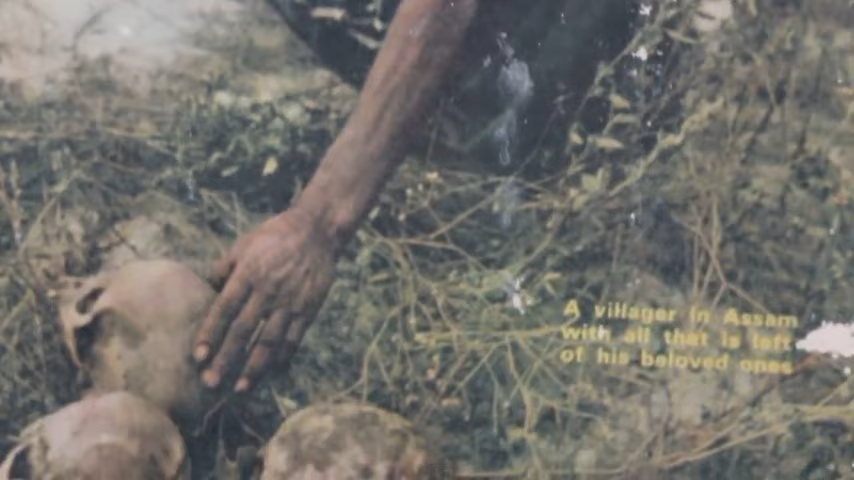 A villager in Assam
with all that is left
of his beloved ones